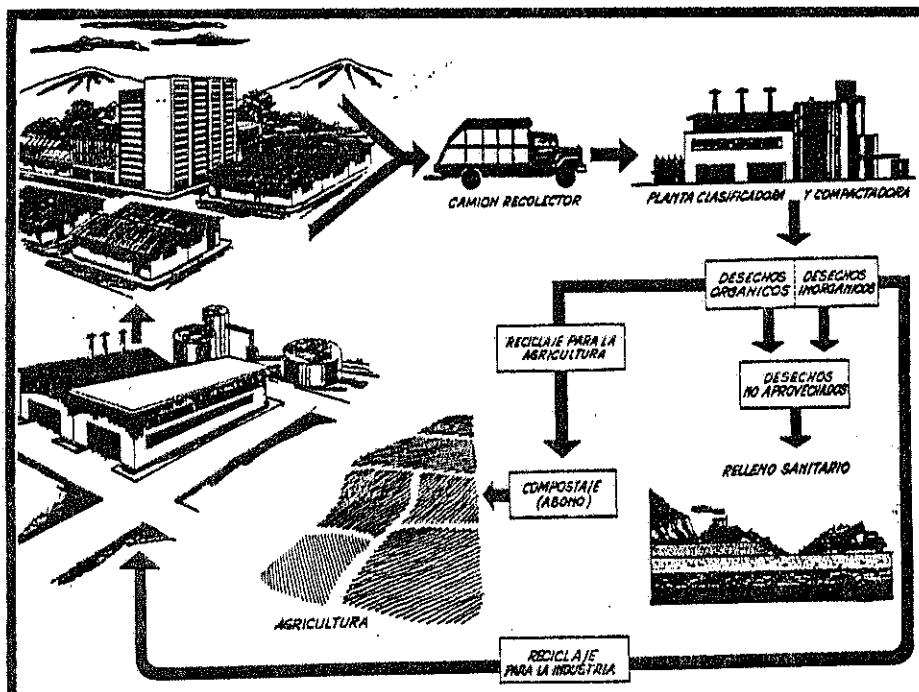 CAMION RECOLECTOR
PLANTA CLASIFICADORA Y COMPACTADORA
DESECHOS
ORGANICOS
DESECHOS
INORGANICOS
RECICLAJE PARA LA
AGRICULTURA
DESECHOS
NO APROVECHADOS
RELLENO SANITARIO
COMPOSTAJE
(ABONO)
AGRICULTURA
RECICLAJE
PARA LA INDUSTRIA